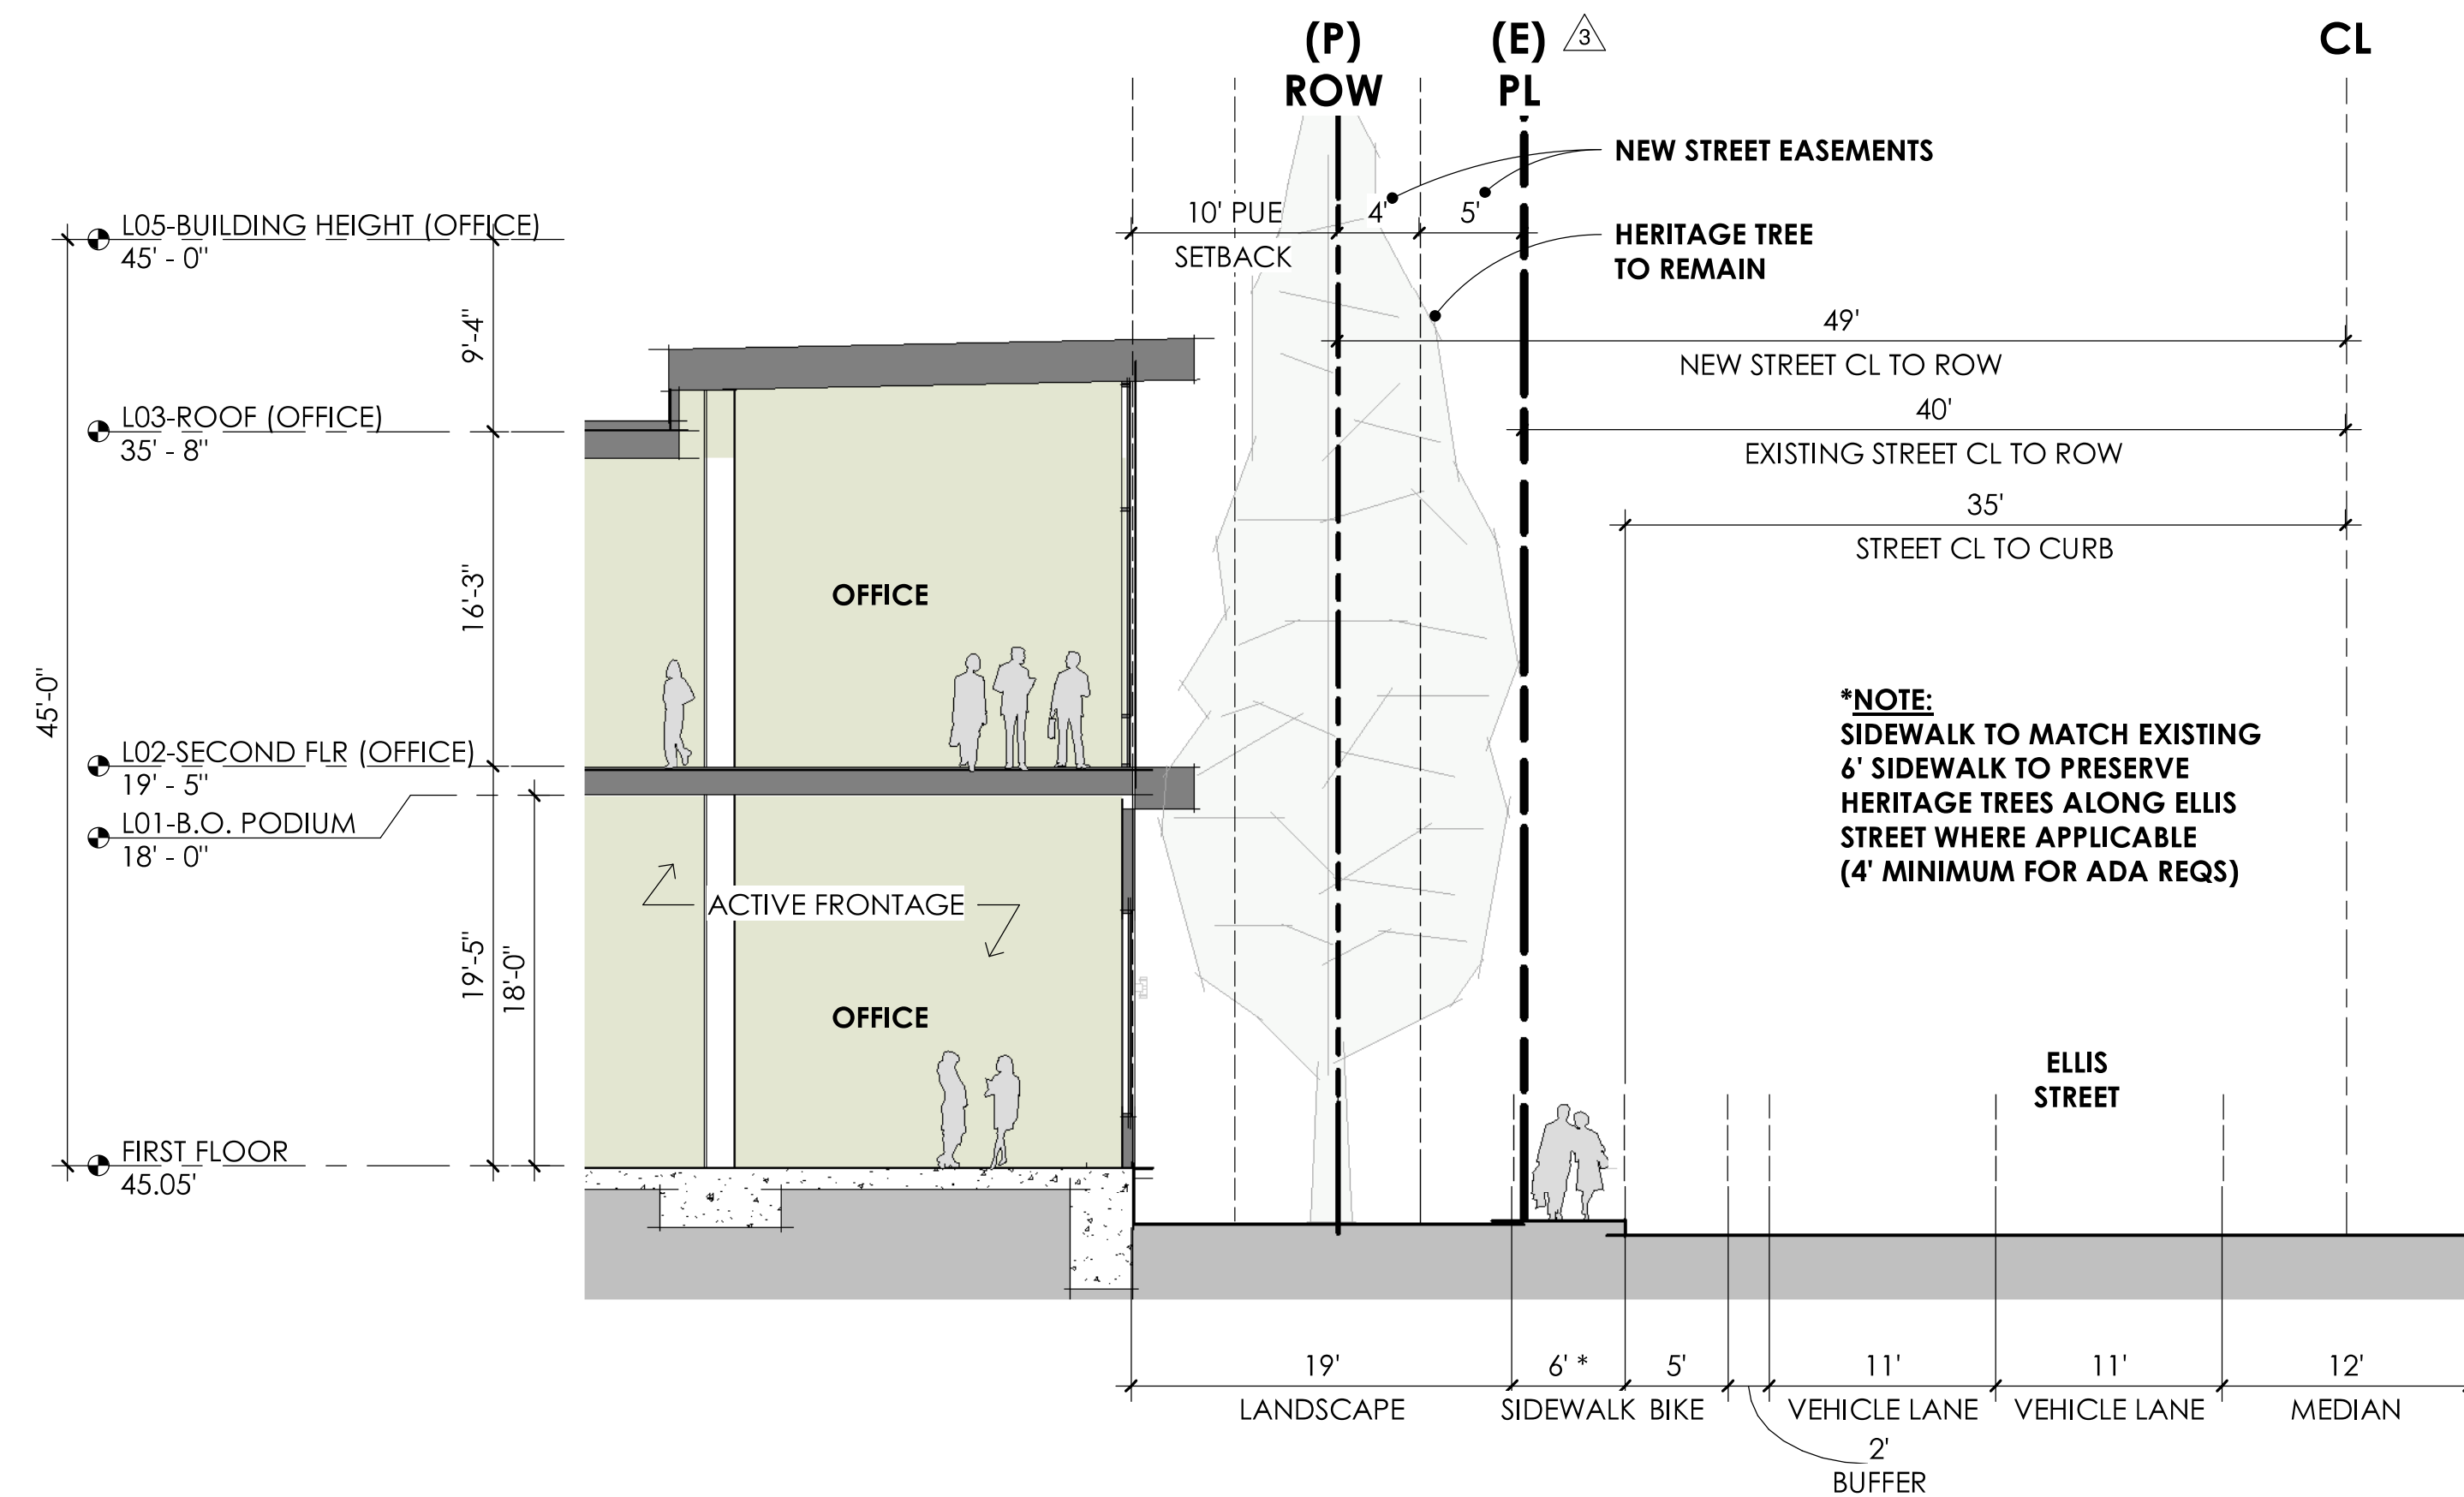 (P)
ROW
(E)
PL
3
CL
NEW STREET EASEMENTS
10' PUE
SETBACK
4'
5'
HERITAGE TREE
TO REMAIN
49'
NEW STREET CL TO ROW
40'
EXISTING STREET CL TO ROW
35'
STREET CL TO CURB
L05-BUILDING HEIGHT (OFFICE)
45' - 0"
9'-4"
L03-ROOF (OFFICE)
35' - 8"
16'-3"
45'-0"
L02-SECOND FLR (OFFICE)
19' - 5"
L01-B.O. PODIUM
18' - 0"
19'-5"
18'-0"
FIRST FLOOR
45.05'
OFFICE
ACTIVE FRONTAGE
OFFICE
*NOTE:
SIDEWALK TO MATCH EXISTING
6' SIDEWALK TO PRESERVE
HERITAGE TREES ALONG ELLIS
STREET WHERE APPLICABLE
(4' MINIMUM FOR ADA REQS)
ELLIS
STREET
19'
LANDSCAPE
6' *
SIDEWALK
5'
BIKE
2'
BUFFER
11'
VEHICLE LANE
11'
VEHICLE LANE
12'
MEDIAN